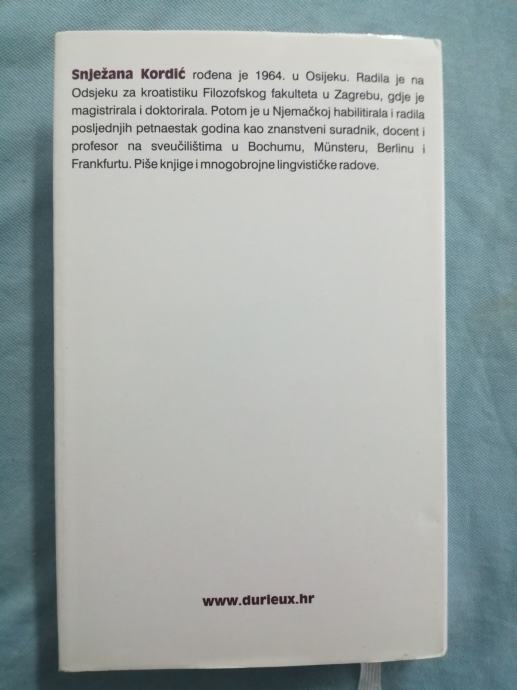 Snježana Kordić rođena je 1964. u Osijeku. Radila je na
Odsjeku za kroatistiku Filozofskog fakulteta u Zagrebu, gdje je
magistrirala i doktorirala. Potom je u Njemačkoj habilitirala i radila
posljednjih petnaestak godina kao znanstveni suradnik, docent i
profesor na sveučilištima u Bochumu, Münsteru, Berlinu i
Frankfurtu. Piše knjige i mnogobrojne lingvističke radove.
www.durieux.hr